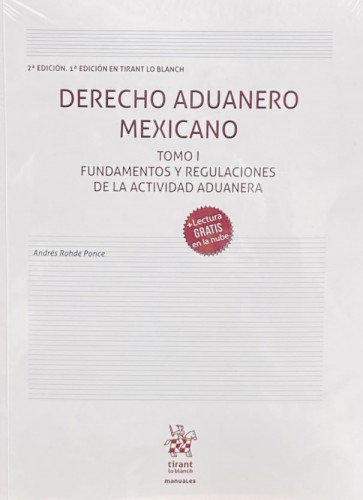 2ª EDICIÓN. 1ª EDICIÓN EN TIRANT LO BLANCH
DERECHO ADUANERO
MEXICANO
TOMO I
FUNDAMENTOS Y REGULACIONES
DE LA ACTIVIDAD ADUANERA
+Lectura
GRATIS
en la nube
Andrés Rohde Ponce
tirant
lo blanch
manuales